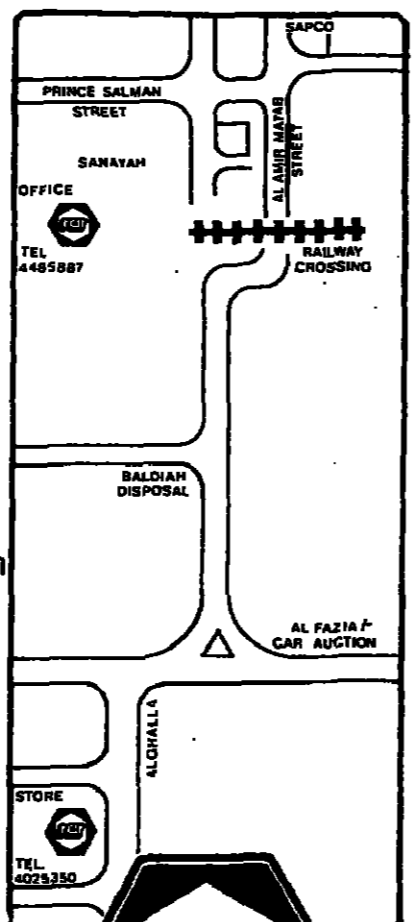 SAPCO
PRINCE SALMAN
STREET
AL AMIR MATAB
STREET
SANAYAH
OFFICE
TEL
4485887
RAILWAY
CROSSING
BALDIAH
DISPOSAL
AL FAZIA/-
CAR AUCTION
ALGHALLA
STORE
TEL.
4025350